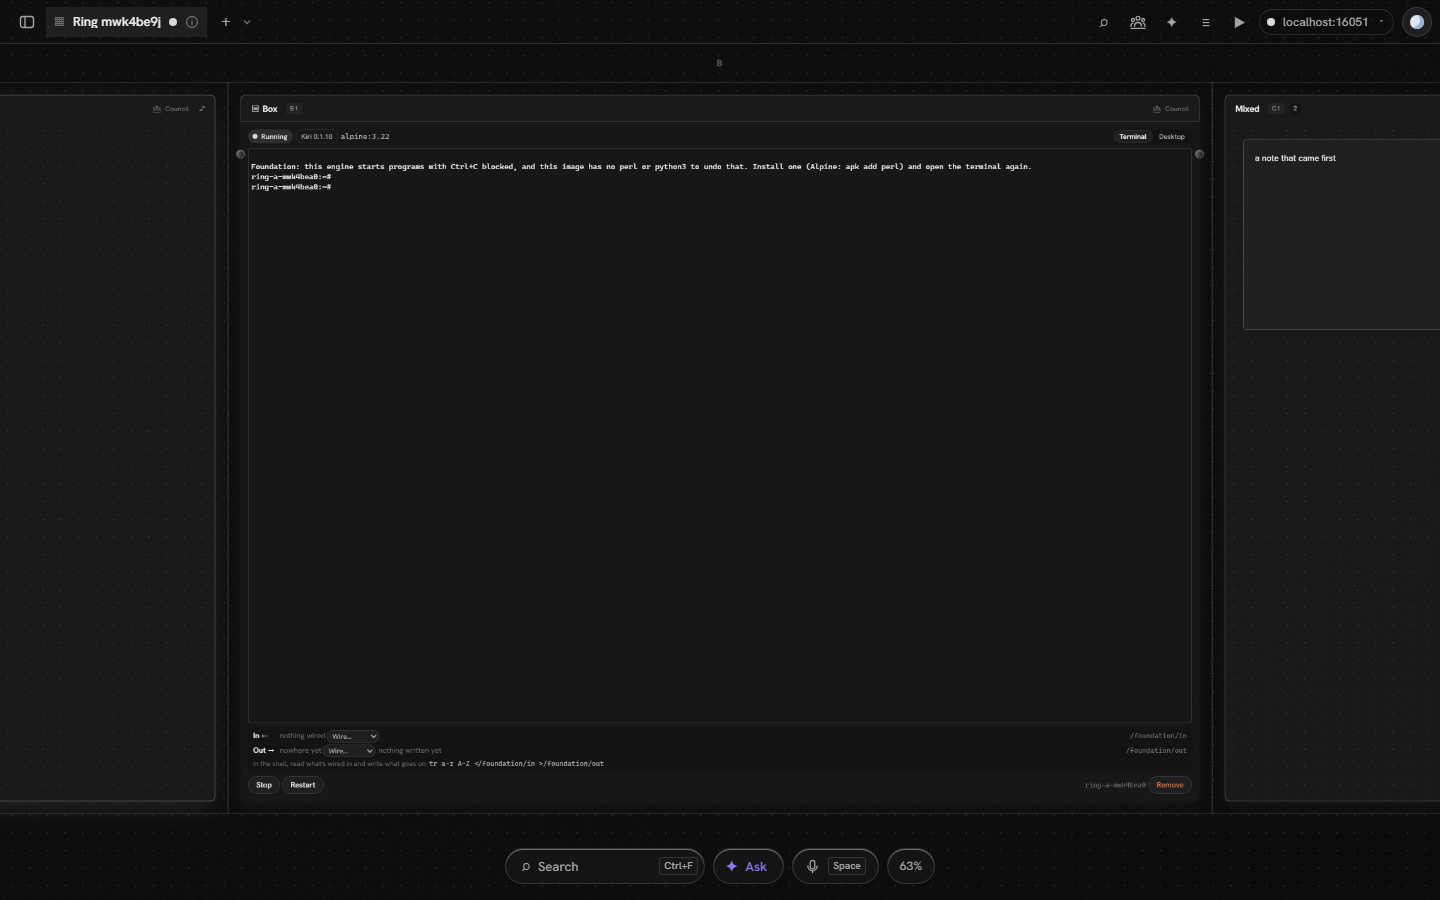 Ring mwk4be9j
localhost:16051
B
Council
Box B1 Council
Running Kiri 0.1.18 alpine:3.22 Terminal Desktop
Foundation: this engine starts programs with Ctrl+C blocked, and this image has no perl or python3 to undo that. Install one (Alpine: apk add perl) and open the terminal again.
ring-a-mwk4bea0:~#
ring-a-mwk4bea0:~#
In ← nothing wired Wire… /foundation/in
Out → nowhere yet Wire… nothing written yet /foundation/out
In the shell, read what's wired in and write what goes on: tr a-z A-Z </foundation/in >/foundation/out
Stop Restart ring-a-mwk4bea0 Remove
Mixed C1 2
a note that came first
Search Ctrl+F Ask Space 63%